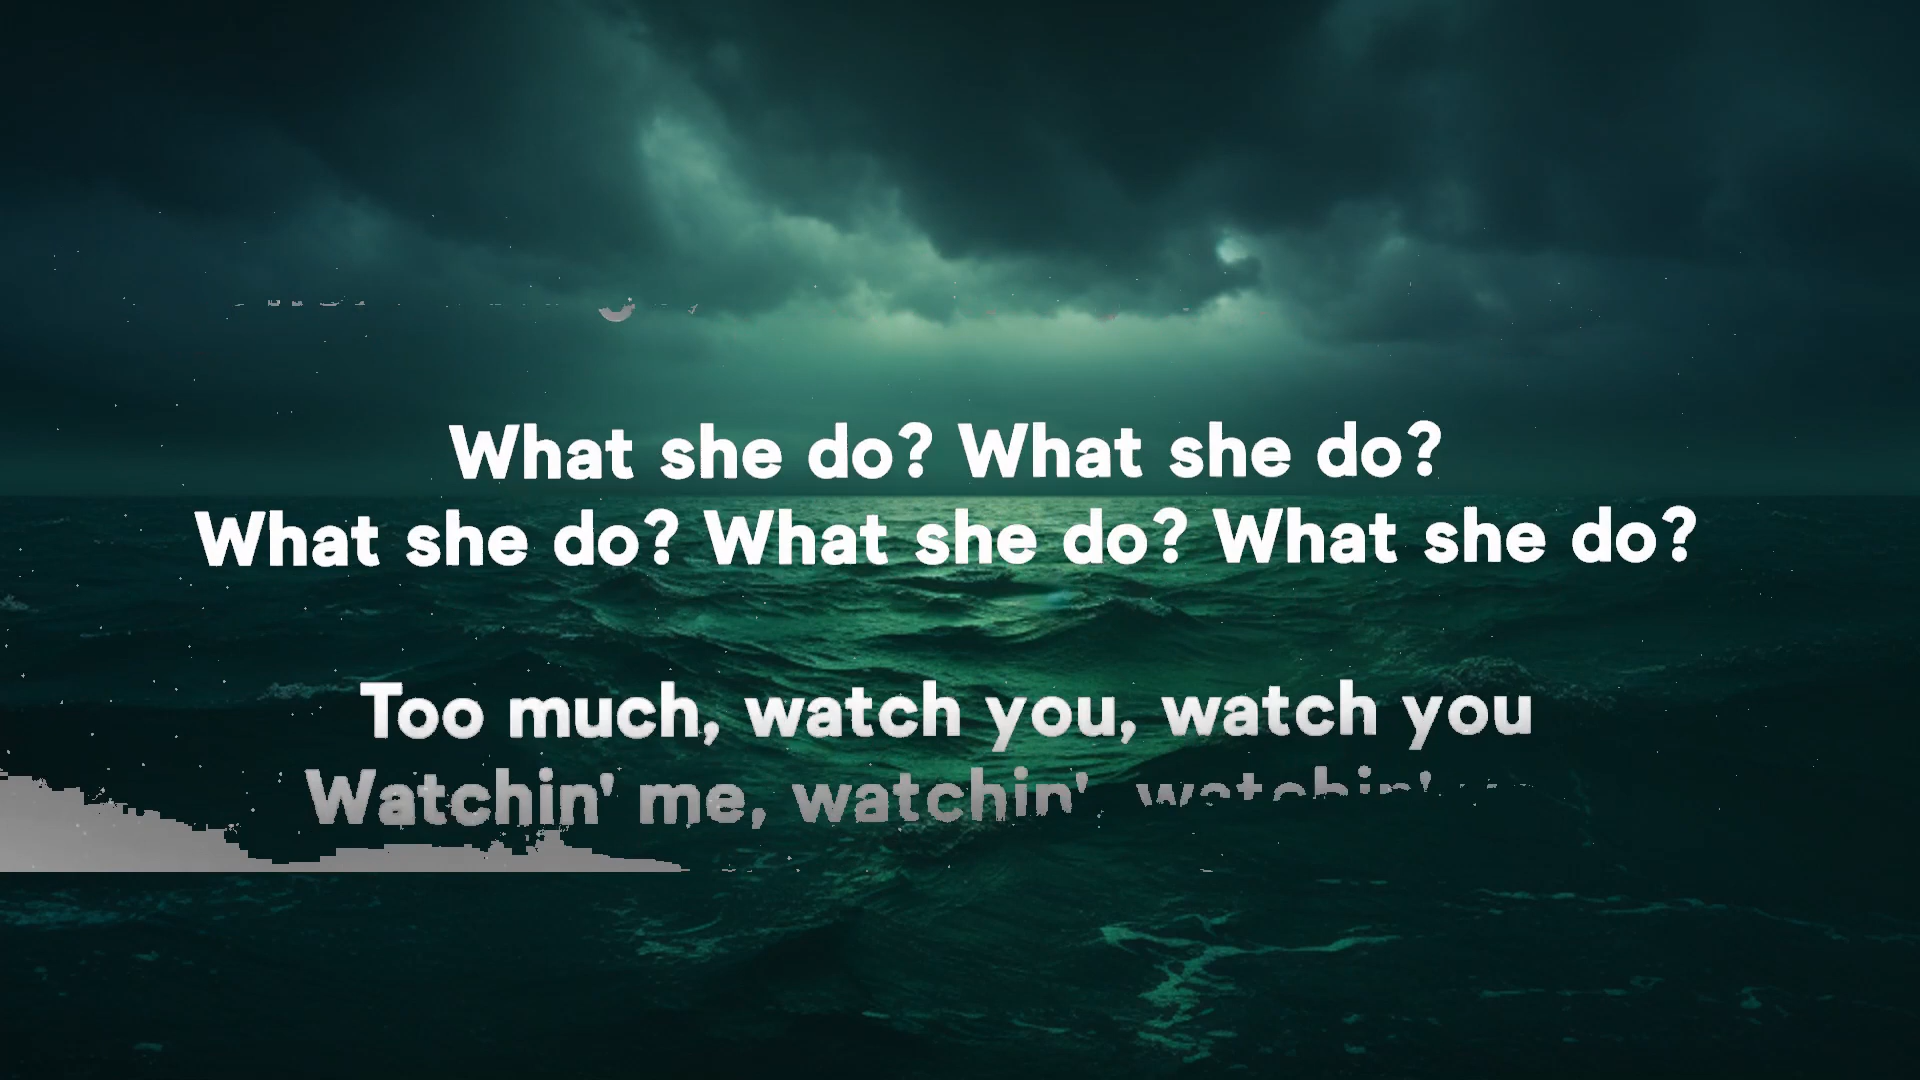 What she do? What she do?
What she do? What she do? What she do?
Too much, watch you, watch you
Watchin' me, watchin', watchin'